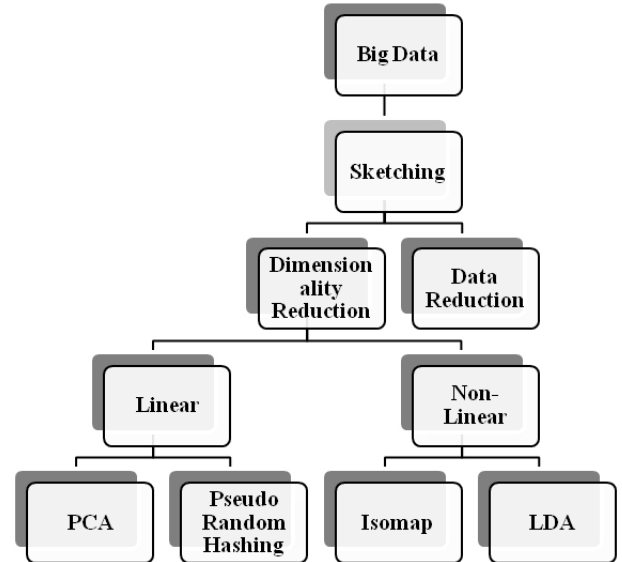 Big Data
Sketching
Dimension
ality
Reduction
Data
Reduction
Linear
Non-
Linear
PCA
Pseudo
Random
Hashing
Isomap
LDA